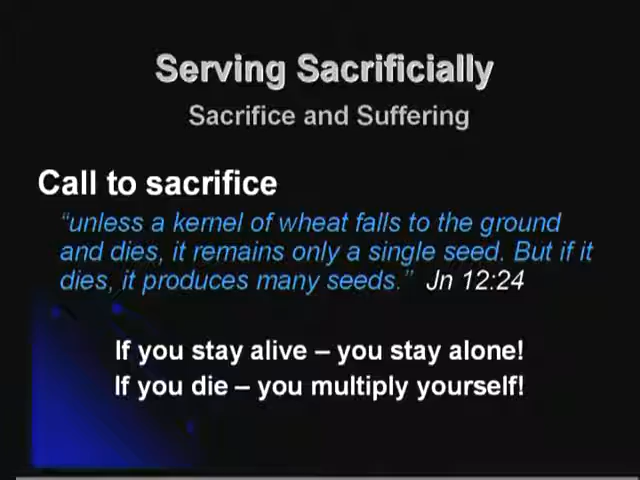 Serving Sacrificially
Sacrifice and Suffering
Call to sacrifice
“unless a kernel of wheat falls to the ground
and dies, it remains only a single seed. But if it
dies, it produces many seeds.” Jn 12:24
If you stay alive – you stay alone!
If you die – you multiply yourself!